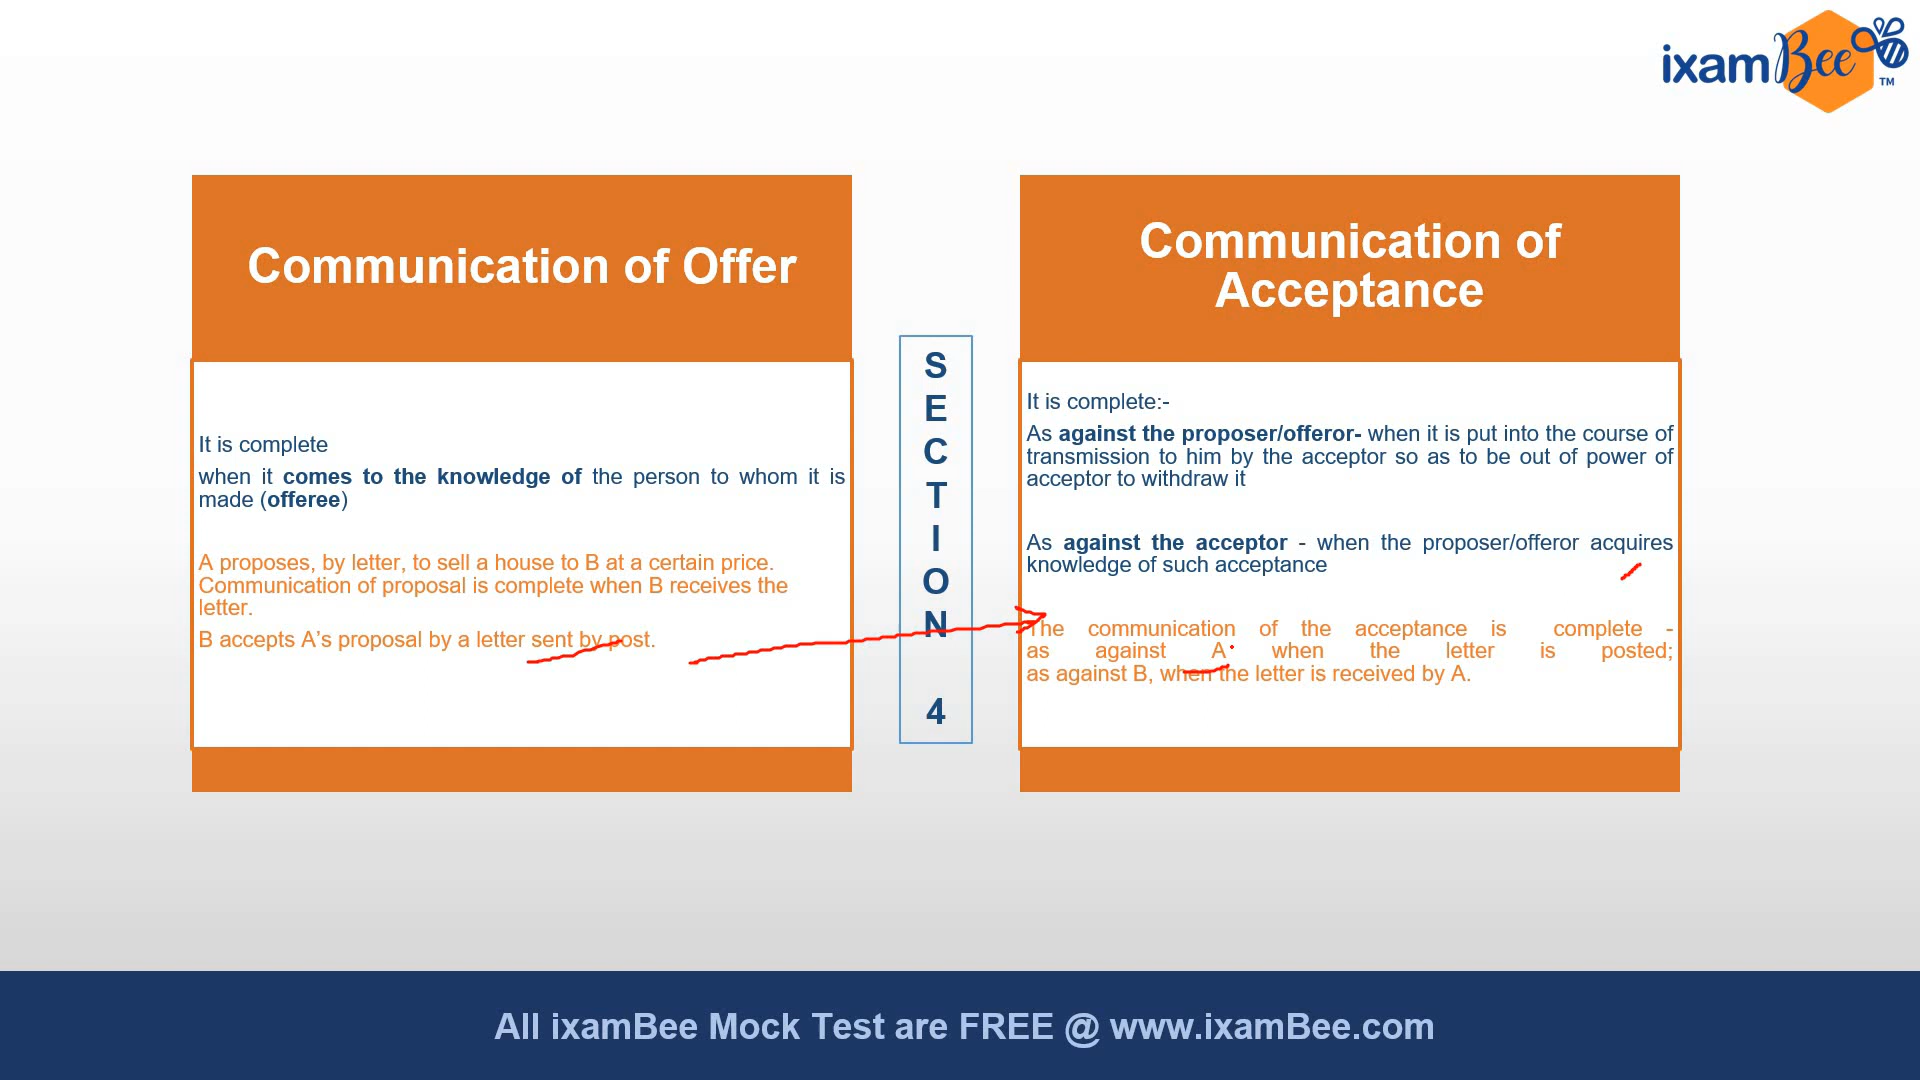 ixamBee
TM
Communication of Offer
It is complete
when it comes to the knowledge of the person to whom it is
made (offeree)
A proposes, by letter, to sell a house to B at a certain price.
Communication of proposal is complete when B receives the
letter.
B accepts A’s proposal by a letter sent by post.
S
E
C
T
I
O
N
4
Communication of
Acceptance
It is complete:-
As against the proposer/offeror- when it is put into the course of
transmission to him by the acceptor so as to be out of power of
acceptor to withdraw it
As against the acceptor - when the proposer/offeror acquires
knowledge of such acceptance
The communication of the acceptance is complete -
as against A when the letter is posted;
as against B, when the letter is received by A.
All ixamBee Mock Test are FREE @ www.ixamBee.com